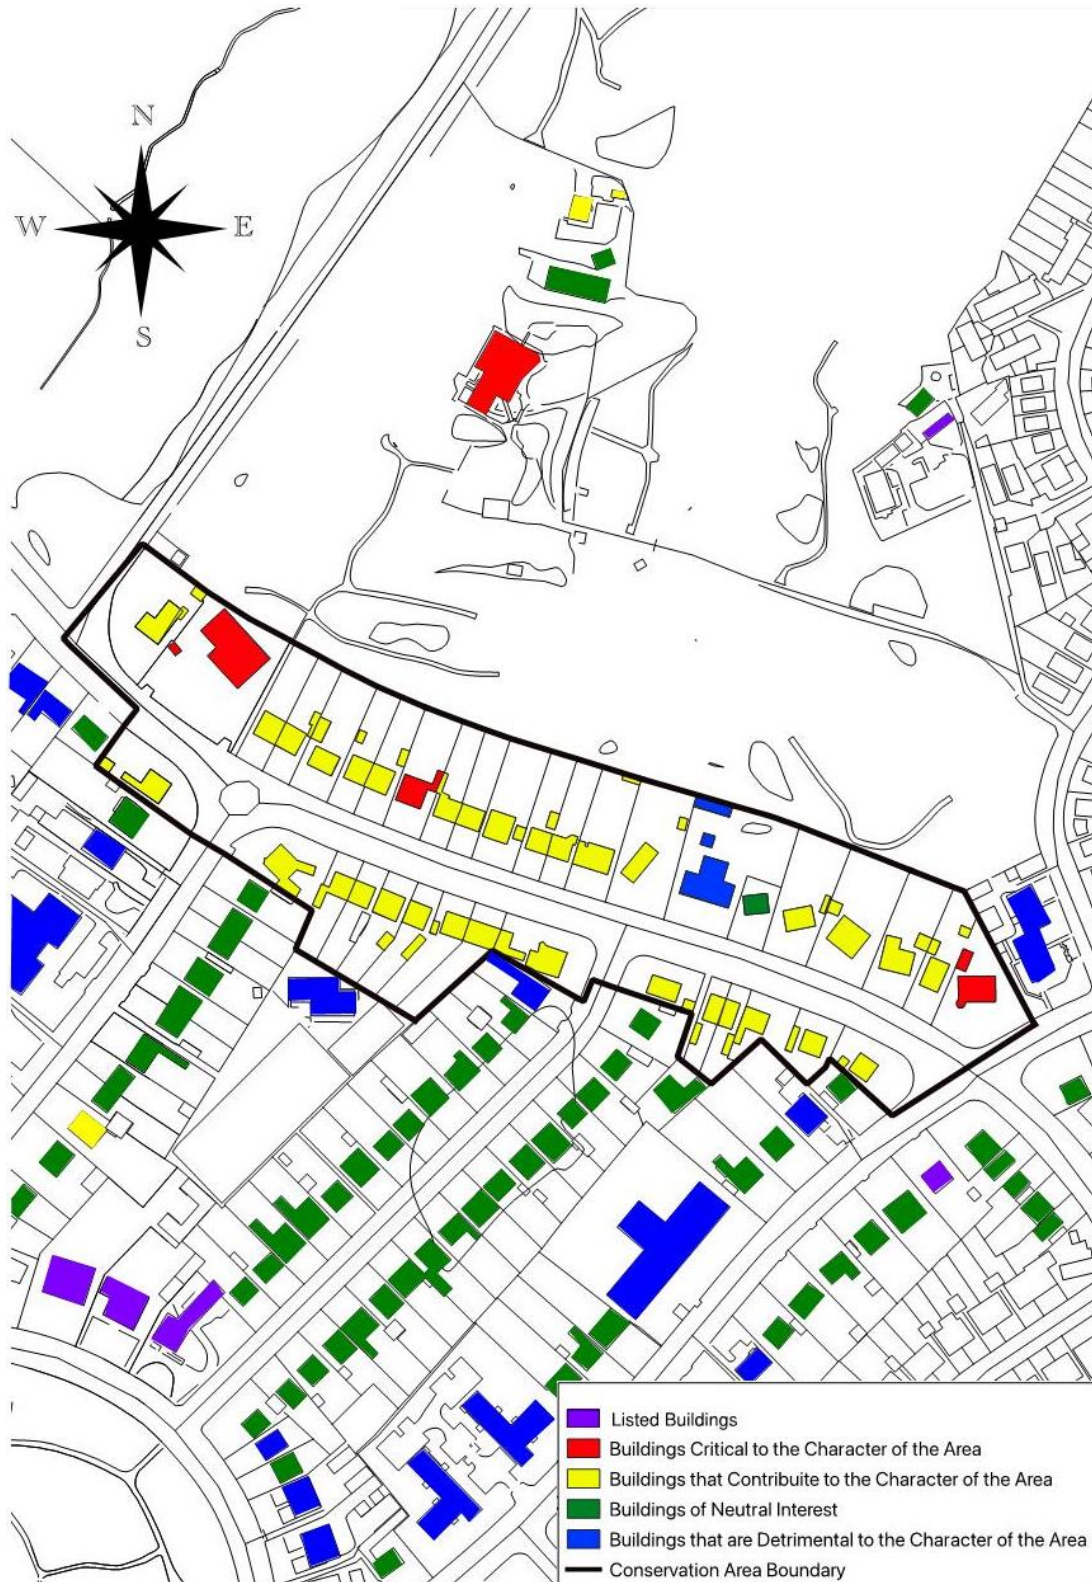 N
W E
S
Listed Buildings
Buildings Critical to the Character of the Area
Buildings that Contribuite to the Character of the Area
Buildings of Neutral Interest
Buildings that are Detrimental to the Character of the Area
Conservation Area Boundary